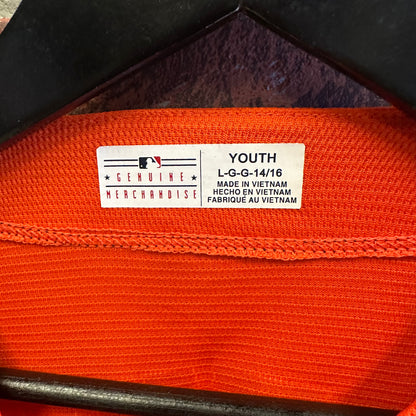 GENUINE
MERCHANDISE
YOUTH
L-G-G-14/16
MADE IN VIETNAM
HECHO EN VIETNAM
FABRIQUÉ AU VIETNAM